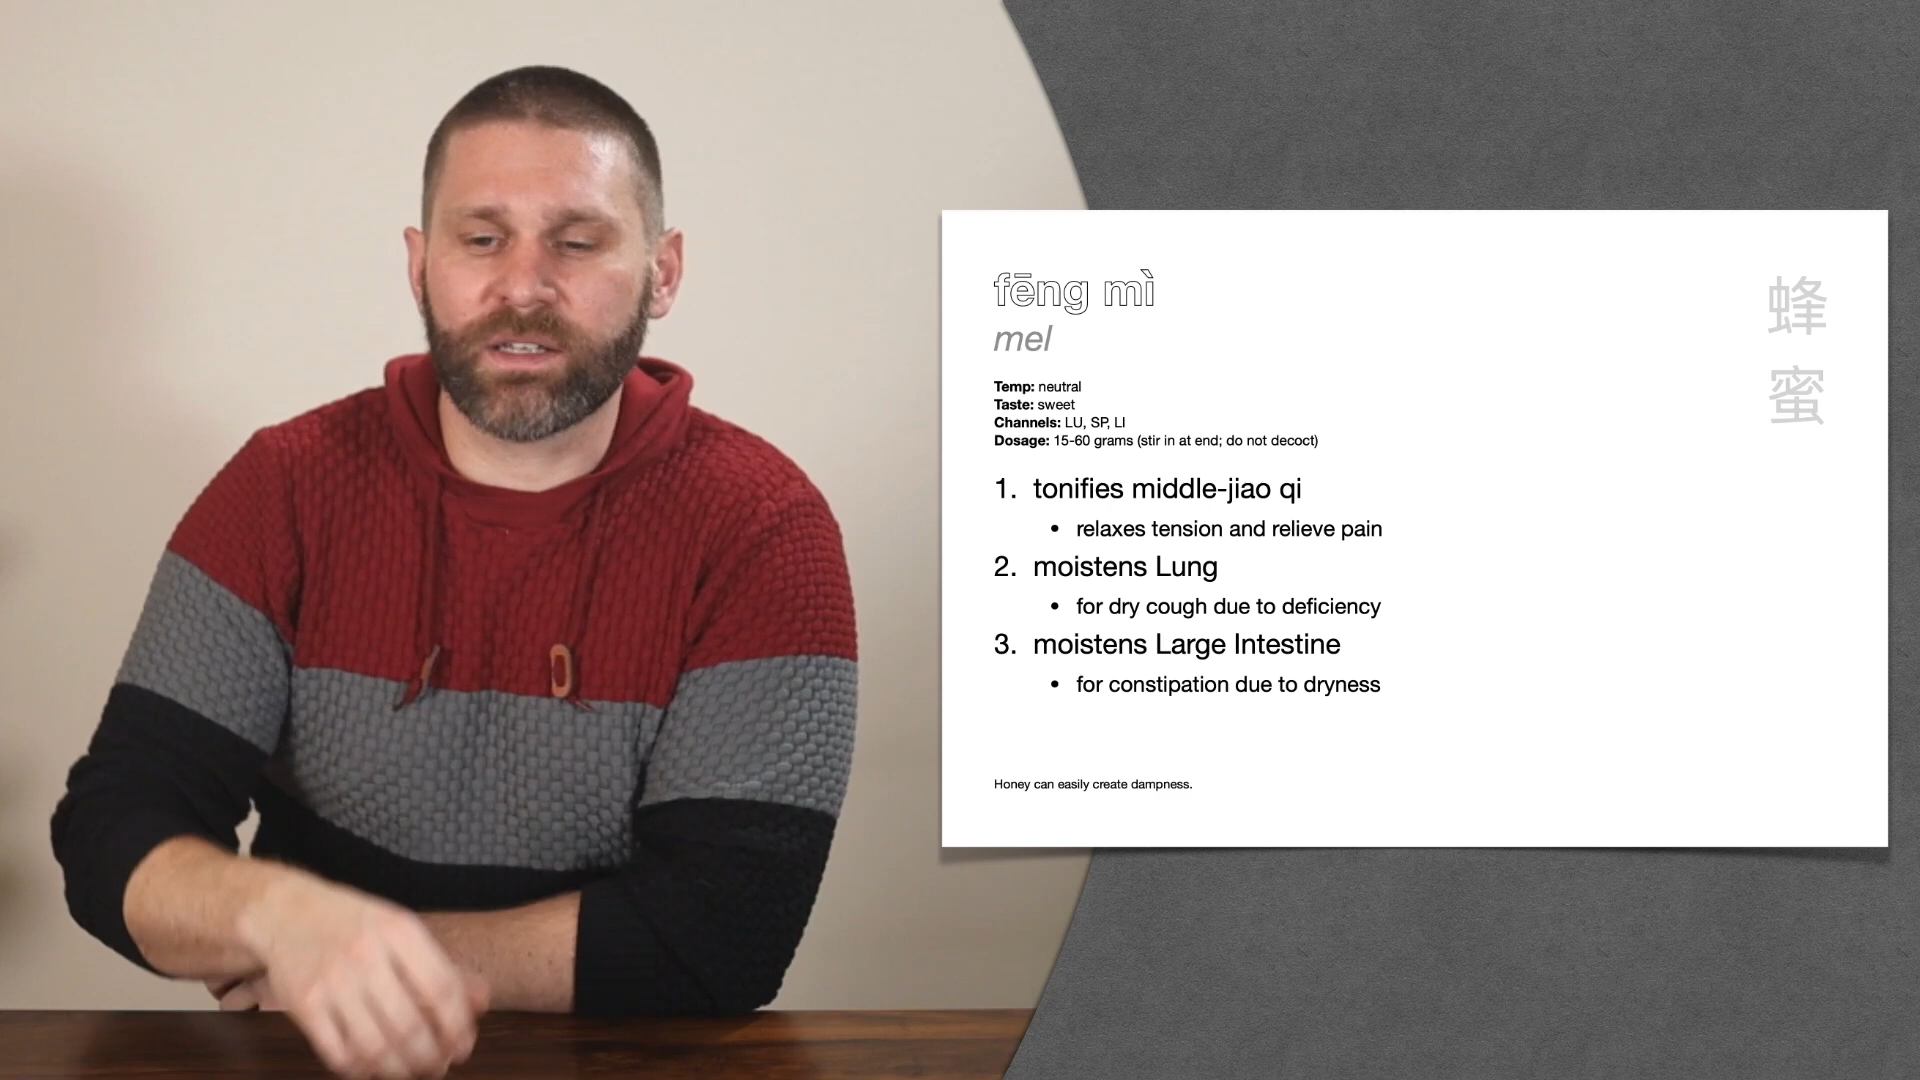 fēng mì
mel
蜂
蜜
Temp: neutral
Taste: sweet
Channels: LU, SP, LI
Dosage: 15-60 grams (stir in at end; do not decoct)
1. tonifies middle-jiao qi
• relaxes tension and relieve pain
2. moistens Lung
• for dry cough due to deficiency
3. moistens Large Intestine
• for constipation due to dryness
Honey can easily create dampness.